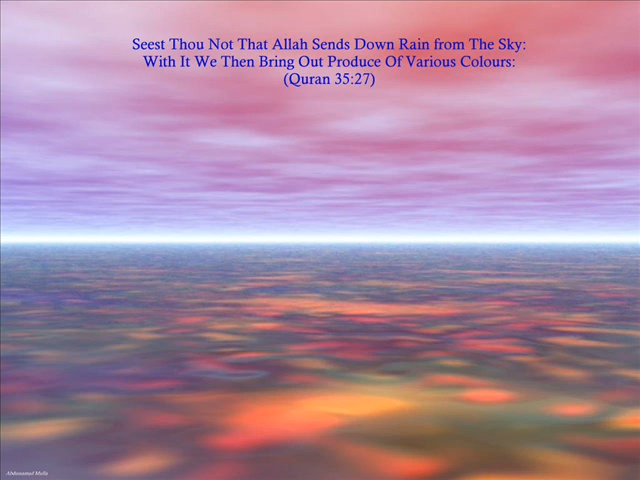 Seest Thou Not That Allah Sends Down Rain from The Sky:
With It We Then Bring Out Produce Of Various Colours:
(Quran 35:27)